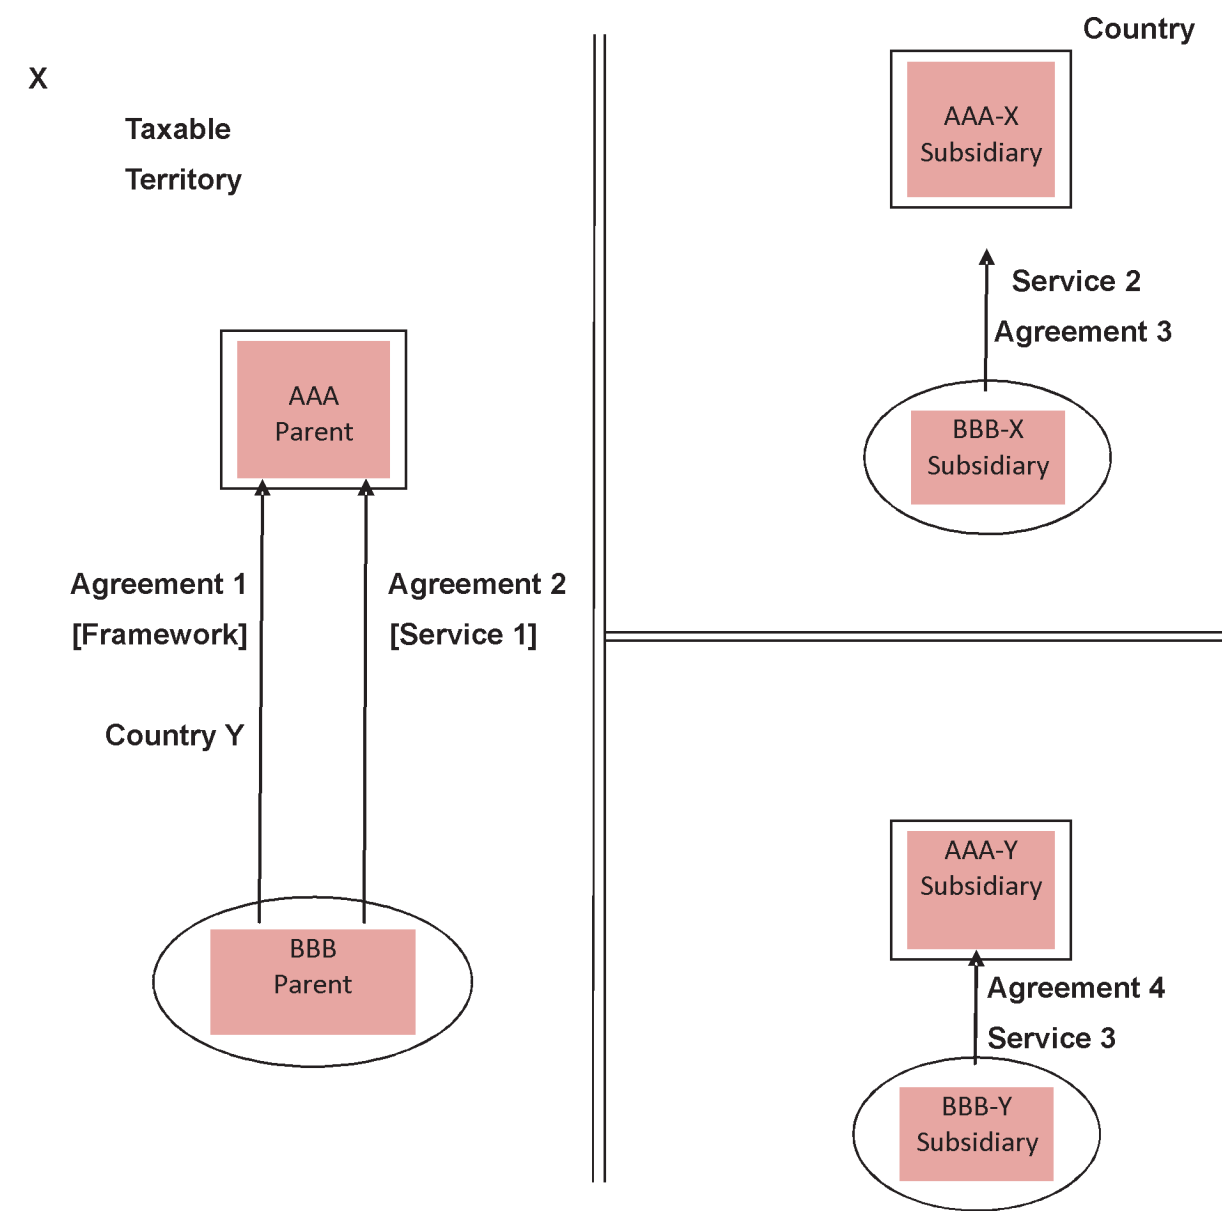 Country
X
Taxable
Territory
AAA-X
Subsidiary
Service 2
Agreement 3
BBB-X
Subsidiary
AAA
Parent
Agreement 1
[Framework]
Agreement 2
[Service 1]
Country Y
BBB
Parent
AAA-Y
Subsidiary
Agreement 4
Service 3
BBB-Y
Subsidiary